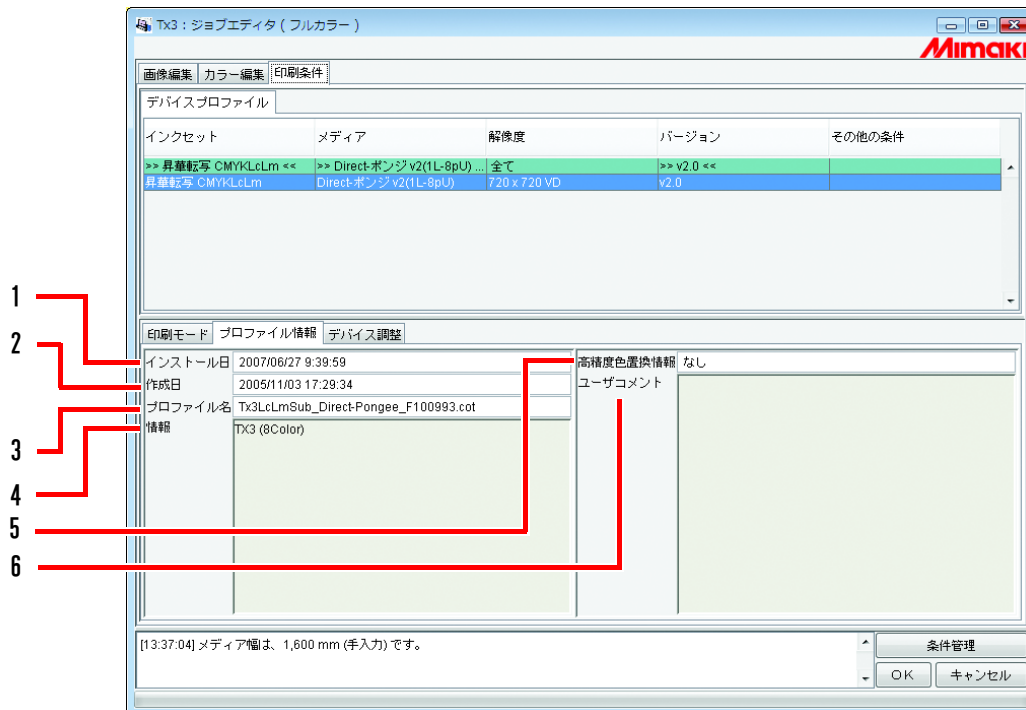 Tx3：ジョブエディタ ( フルカラー )
Mimaki
画像編集 カラー編集 印刷条件
デバイスプロファイル
インクセット メディア 解像度 バージョン その他の条件
>> 昇華転写 CMYKLcLm << >> Direct-ポンジ v2(1L-8pU) ... 全て >> v2.0 <<
昇華転写 CMYKLcLm Direct-ポンジ v2(1L-8pU) 720 x 720 VD v2.0
印刷モード プロファイル情報 デバイス調整
1 インストール日 2007/06/27 9:39:59
2 作成日 2005/11/03 17:29:34
3 プロファイル名 Tx3LcLmSub_Direct-Pongee_F100993.cot
4 情報 TX3 (8Color)
5 高精度色置換情報 なし
6 ユーザコメント
[13:37:04] メディア幅は、1,600 mm (手入力) です。
条件管理
OK キャンセル